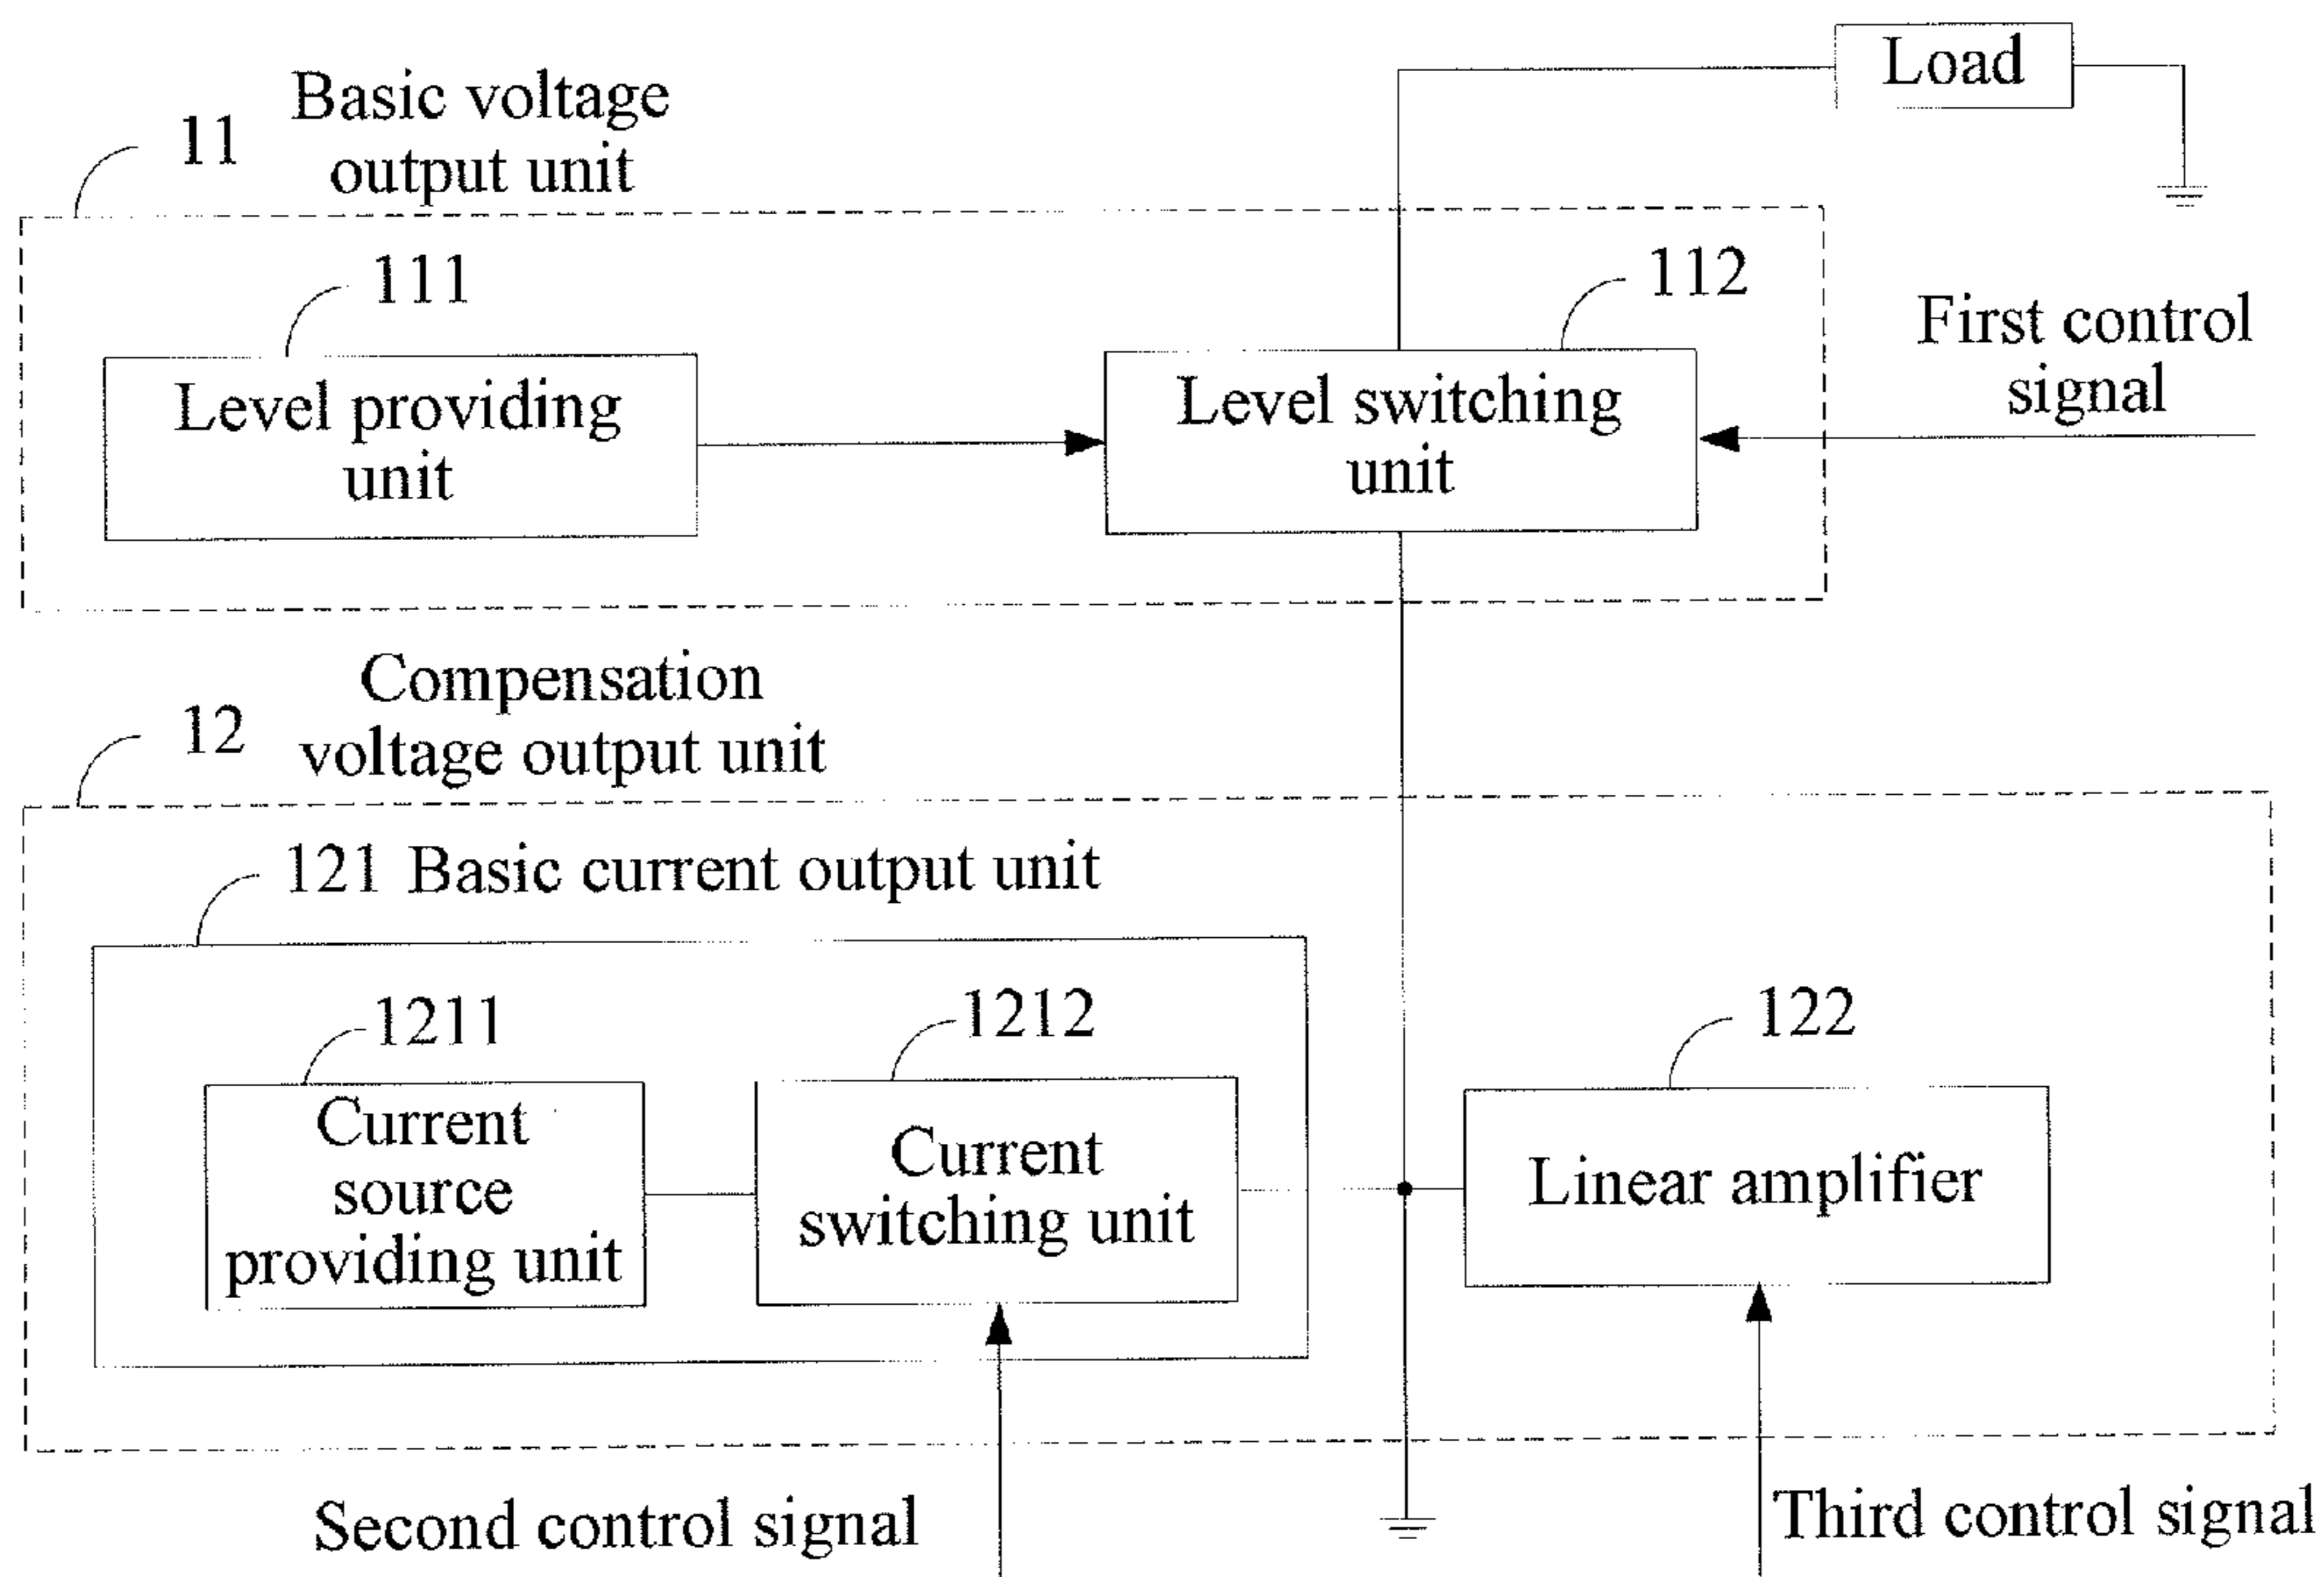 Load
11 Basic voltage
output unit
111
112
First control
signal
Level providing
unit
Level switching
unit
Compensation
12 voltage output unit
121 Basic current output unit
1211
1212
122
Current
source
providing unit
Current
switching unit
Linear amplifier
Second control signal
Third control signal